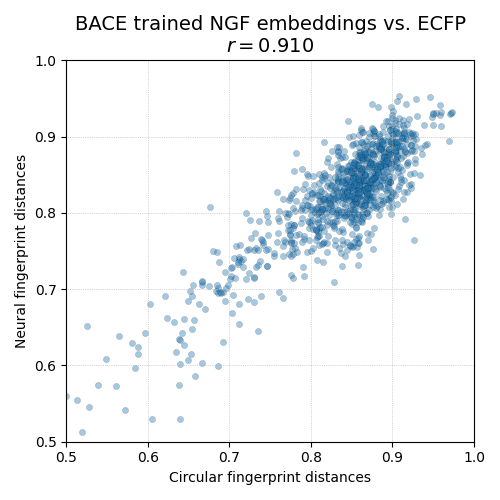 BACE trained NGF embeddings vs. ECFP
r = 0.910
1.0
0.9
0.8
0.7
0.6
0.5
Neural fingerprint distances
0.5 0.6 0.7 0.8 0.9 1.0
Circular fingerprint distances